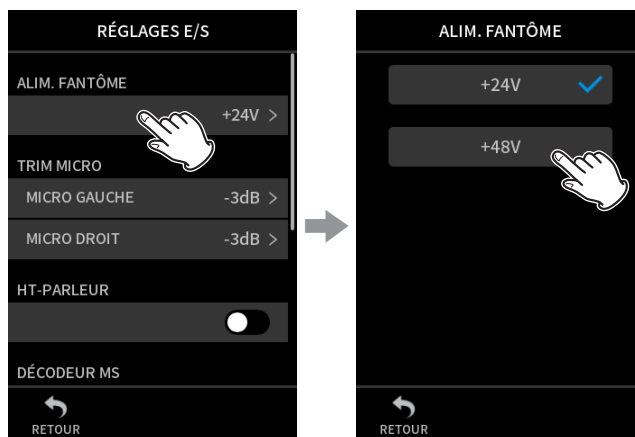 RÉGLAGES E/S
ALIM. FANTÔME
+24V >
TRIM MICRO
MICRO GAUCHE -3dB >
MICRO DROIT -3dB >
HT-PARLEUR
DÉCODEUR MS
RETOUR
ALIM. FANTÔME
+24V
+48V
RETOUR